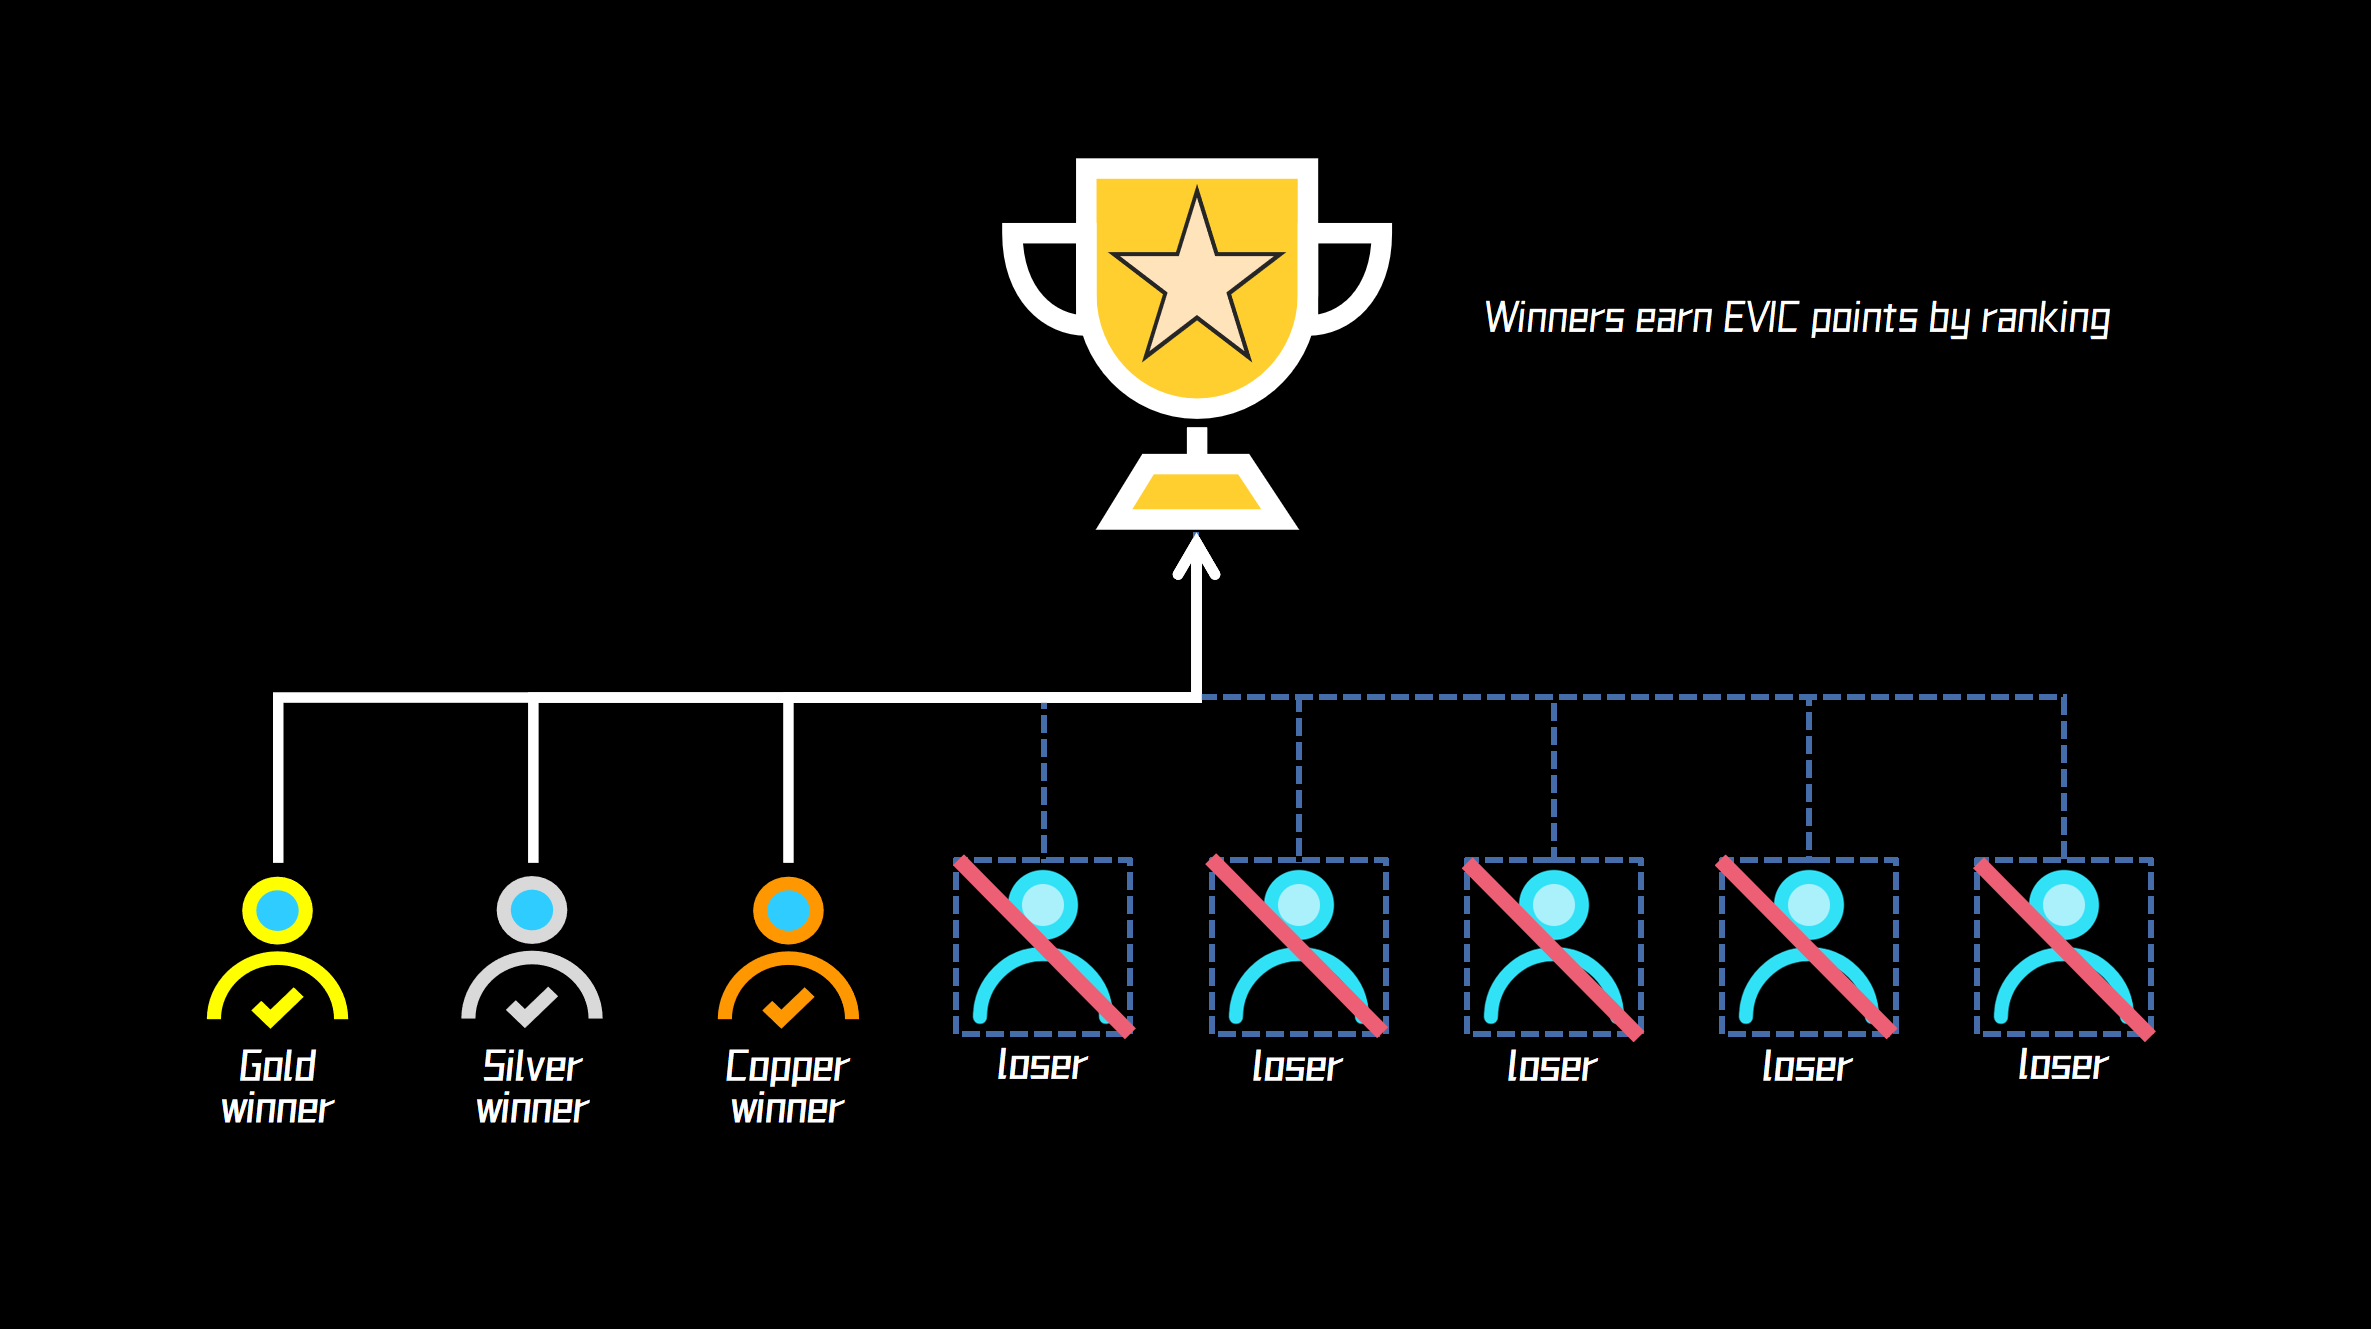 Winners earn EVIC points by ranking
Gold
winner
Silver
winner
Copper
winner
loser
loser
loser
loser
loser